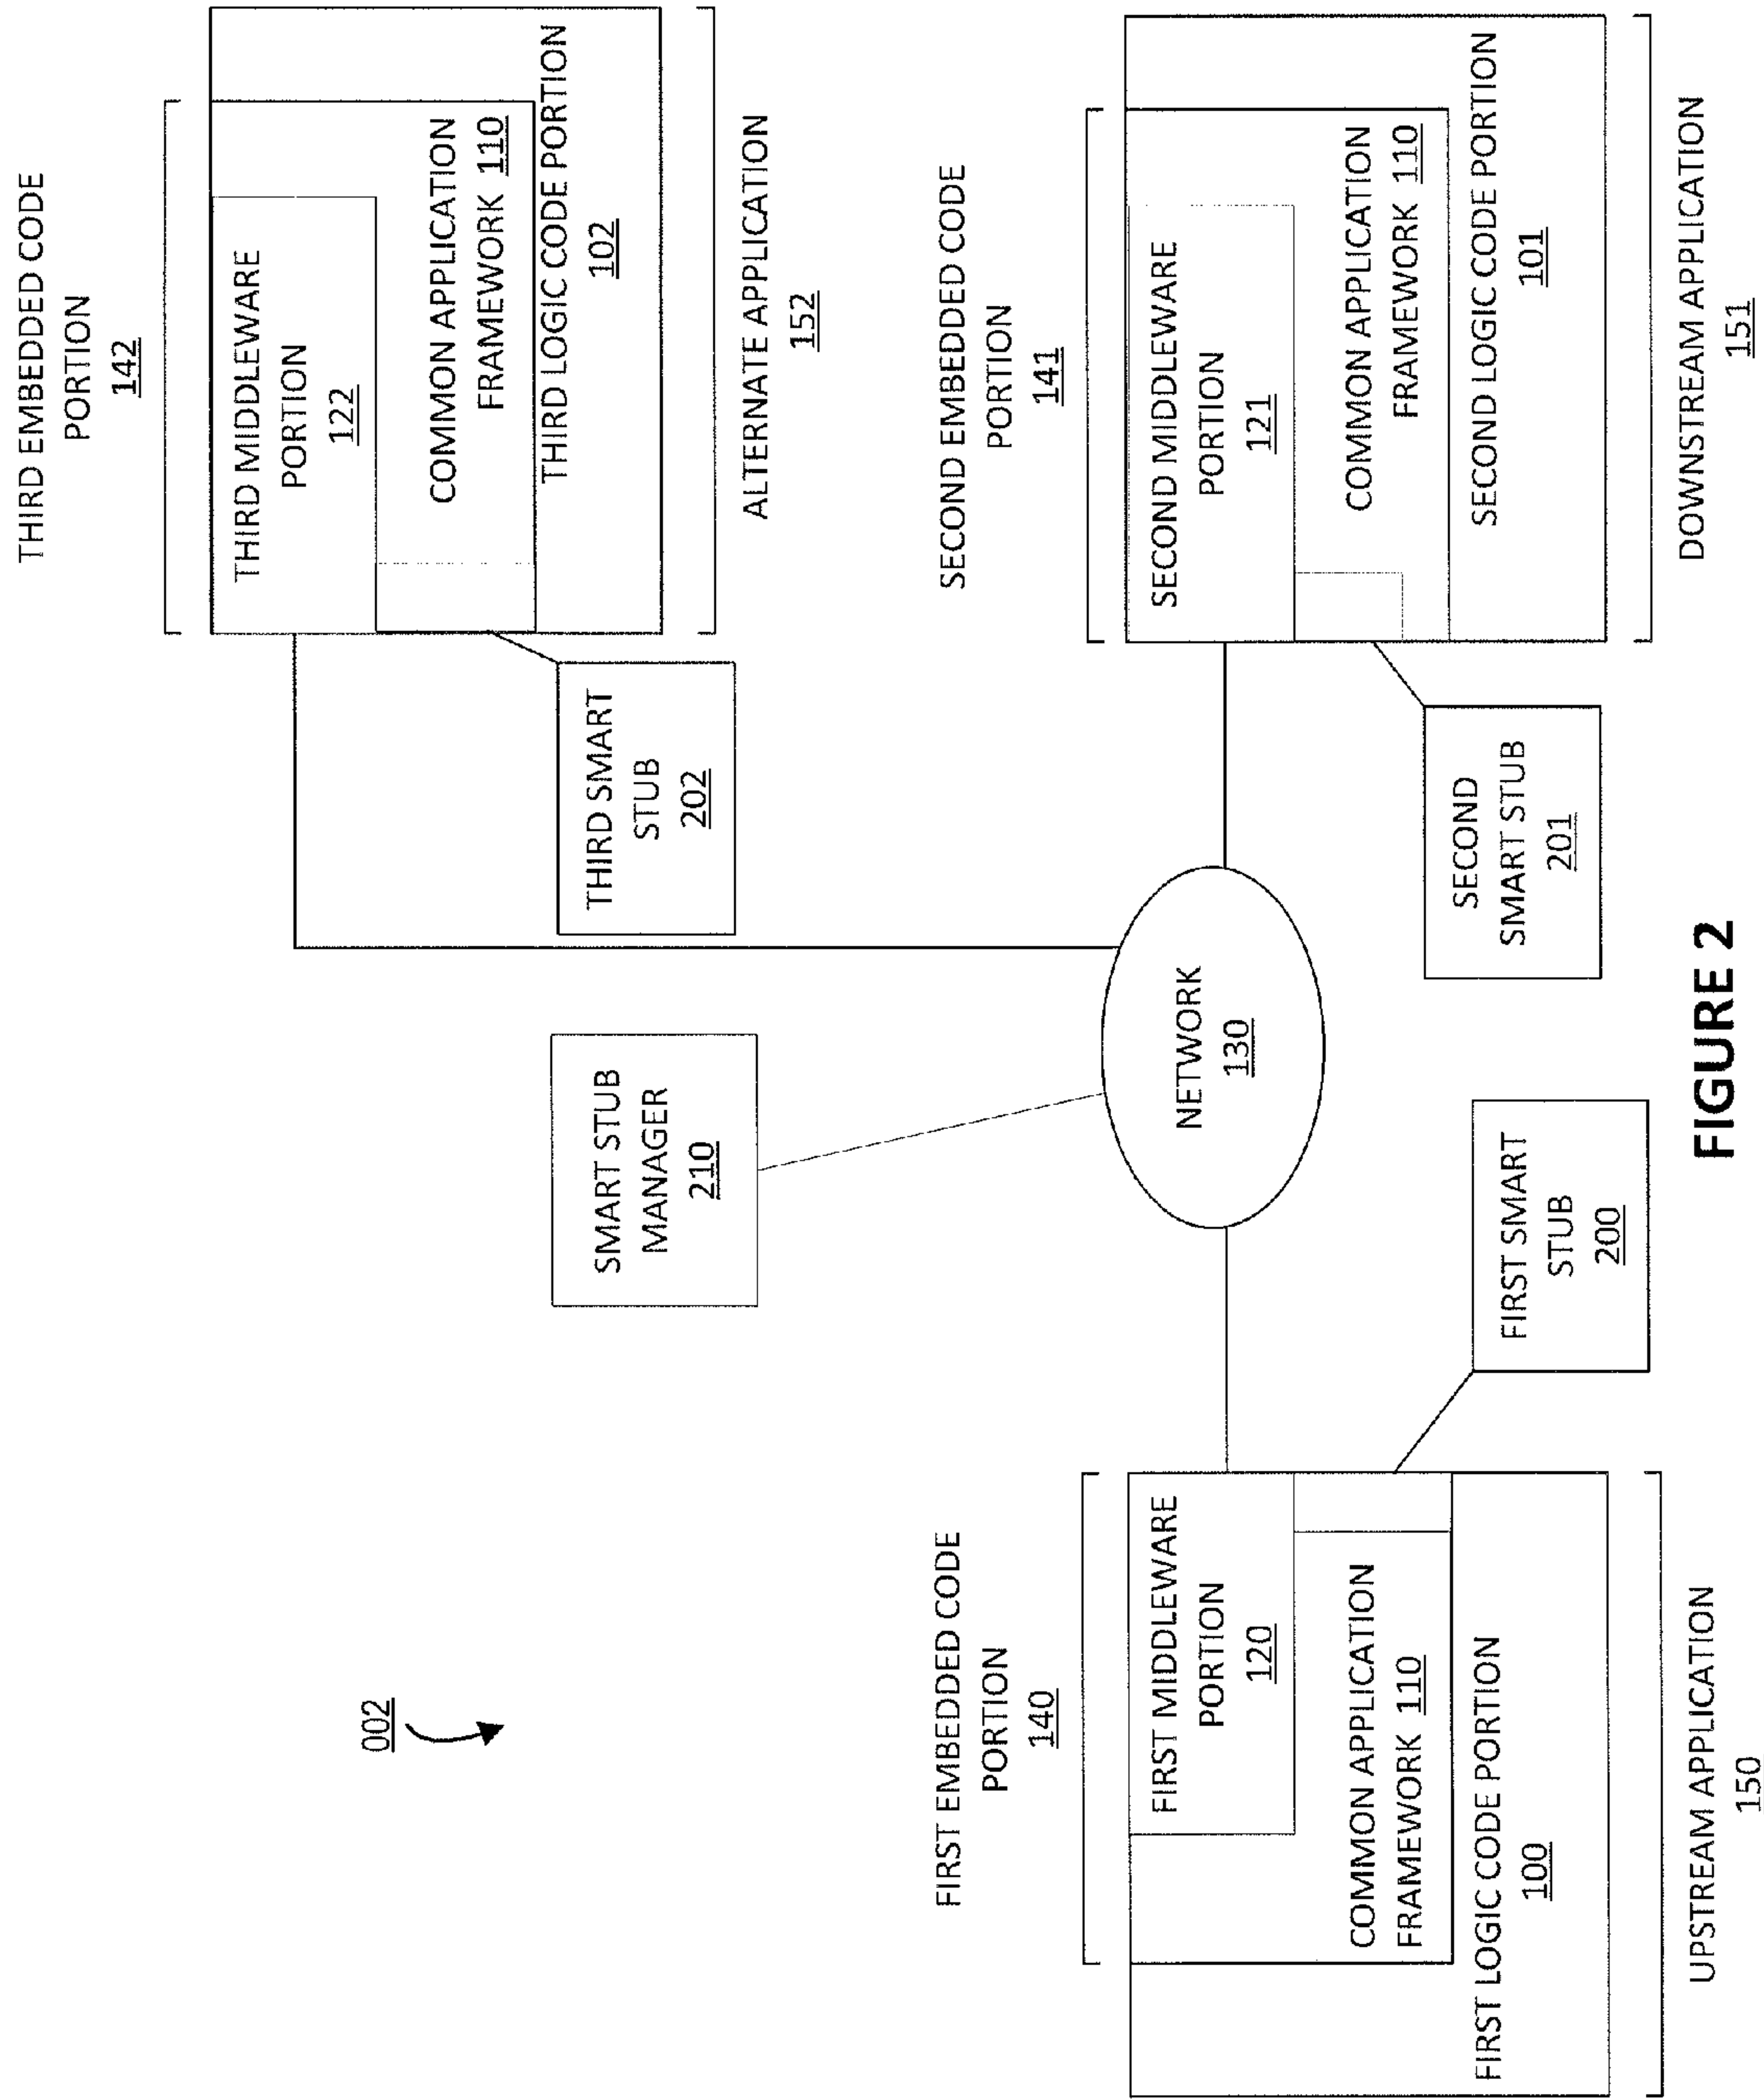 002
THIRD EMBEDDED CODE
PORTION
142
THIRD MIDDLEWARE
PORTION
122
COMMON APPLICATION
FRAMEWORK 110
THIRD LOGIC CODE PORTION
102
ALTERNATE APPLICATION
152
SMART STUB
MANAGER
210
THIRD SMART
STUB
202
FIRST EMBEDDED CODE
PORTION
140
FIRST MIDDLEWARE
PORTION
120
COMMON APPLICATION
FRAMEWORK 110
FIRST LOGIC CODE PORTION
100
UPSTREAM APPLICATION
150
NETWORK
130
FIRST SMART
STUB
200
SECOND EMBEDDED CODE
PORTION
141
SECOND MIDDLEWARE
PORTION
121
COMMON APPLICATION
FRAMEWORK 110
SECOND LOGIC CODE PORTION
101
DOWNSTREAM APPLICATION
151
SECOND
SMART STUB
201
FIGURE 2